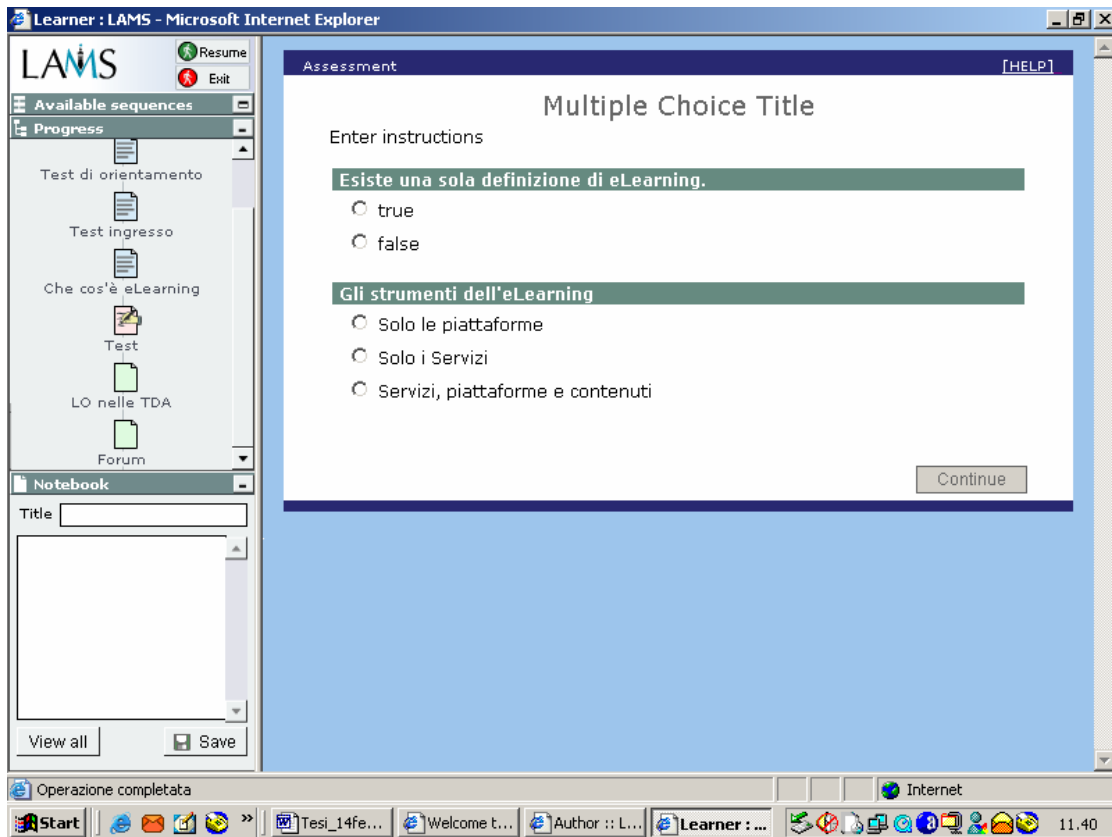 Learner : LAMS - Microsoft Internet Explorer
LAMS
Resume
Exit
Available sequences
Progress
Test di orientamento
Test ingresso
Che cos'è eLearning
Test
LO nelle TDA
Forum
Notebook
Title
View all
Save
Assessment [HELP]
Multiple Choice Title
Enter instructions
Esiste una sola definizione di eLearning.
true
false
Gli strumenti dell'eLearning
Solo le piattaforme
Solo i Servizi
Servizi, piattaforme e contenuti
Continue
Operazione completata
Internet
Start
»
Tesi_14fe...
Welcome t...
Author :: L...
Learner : ...
11.40